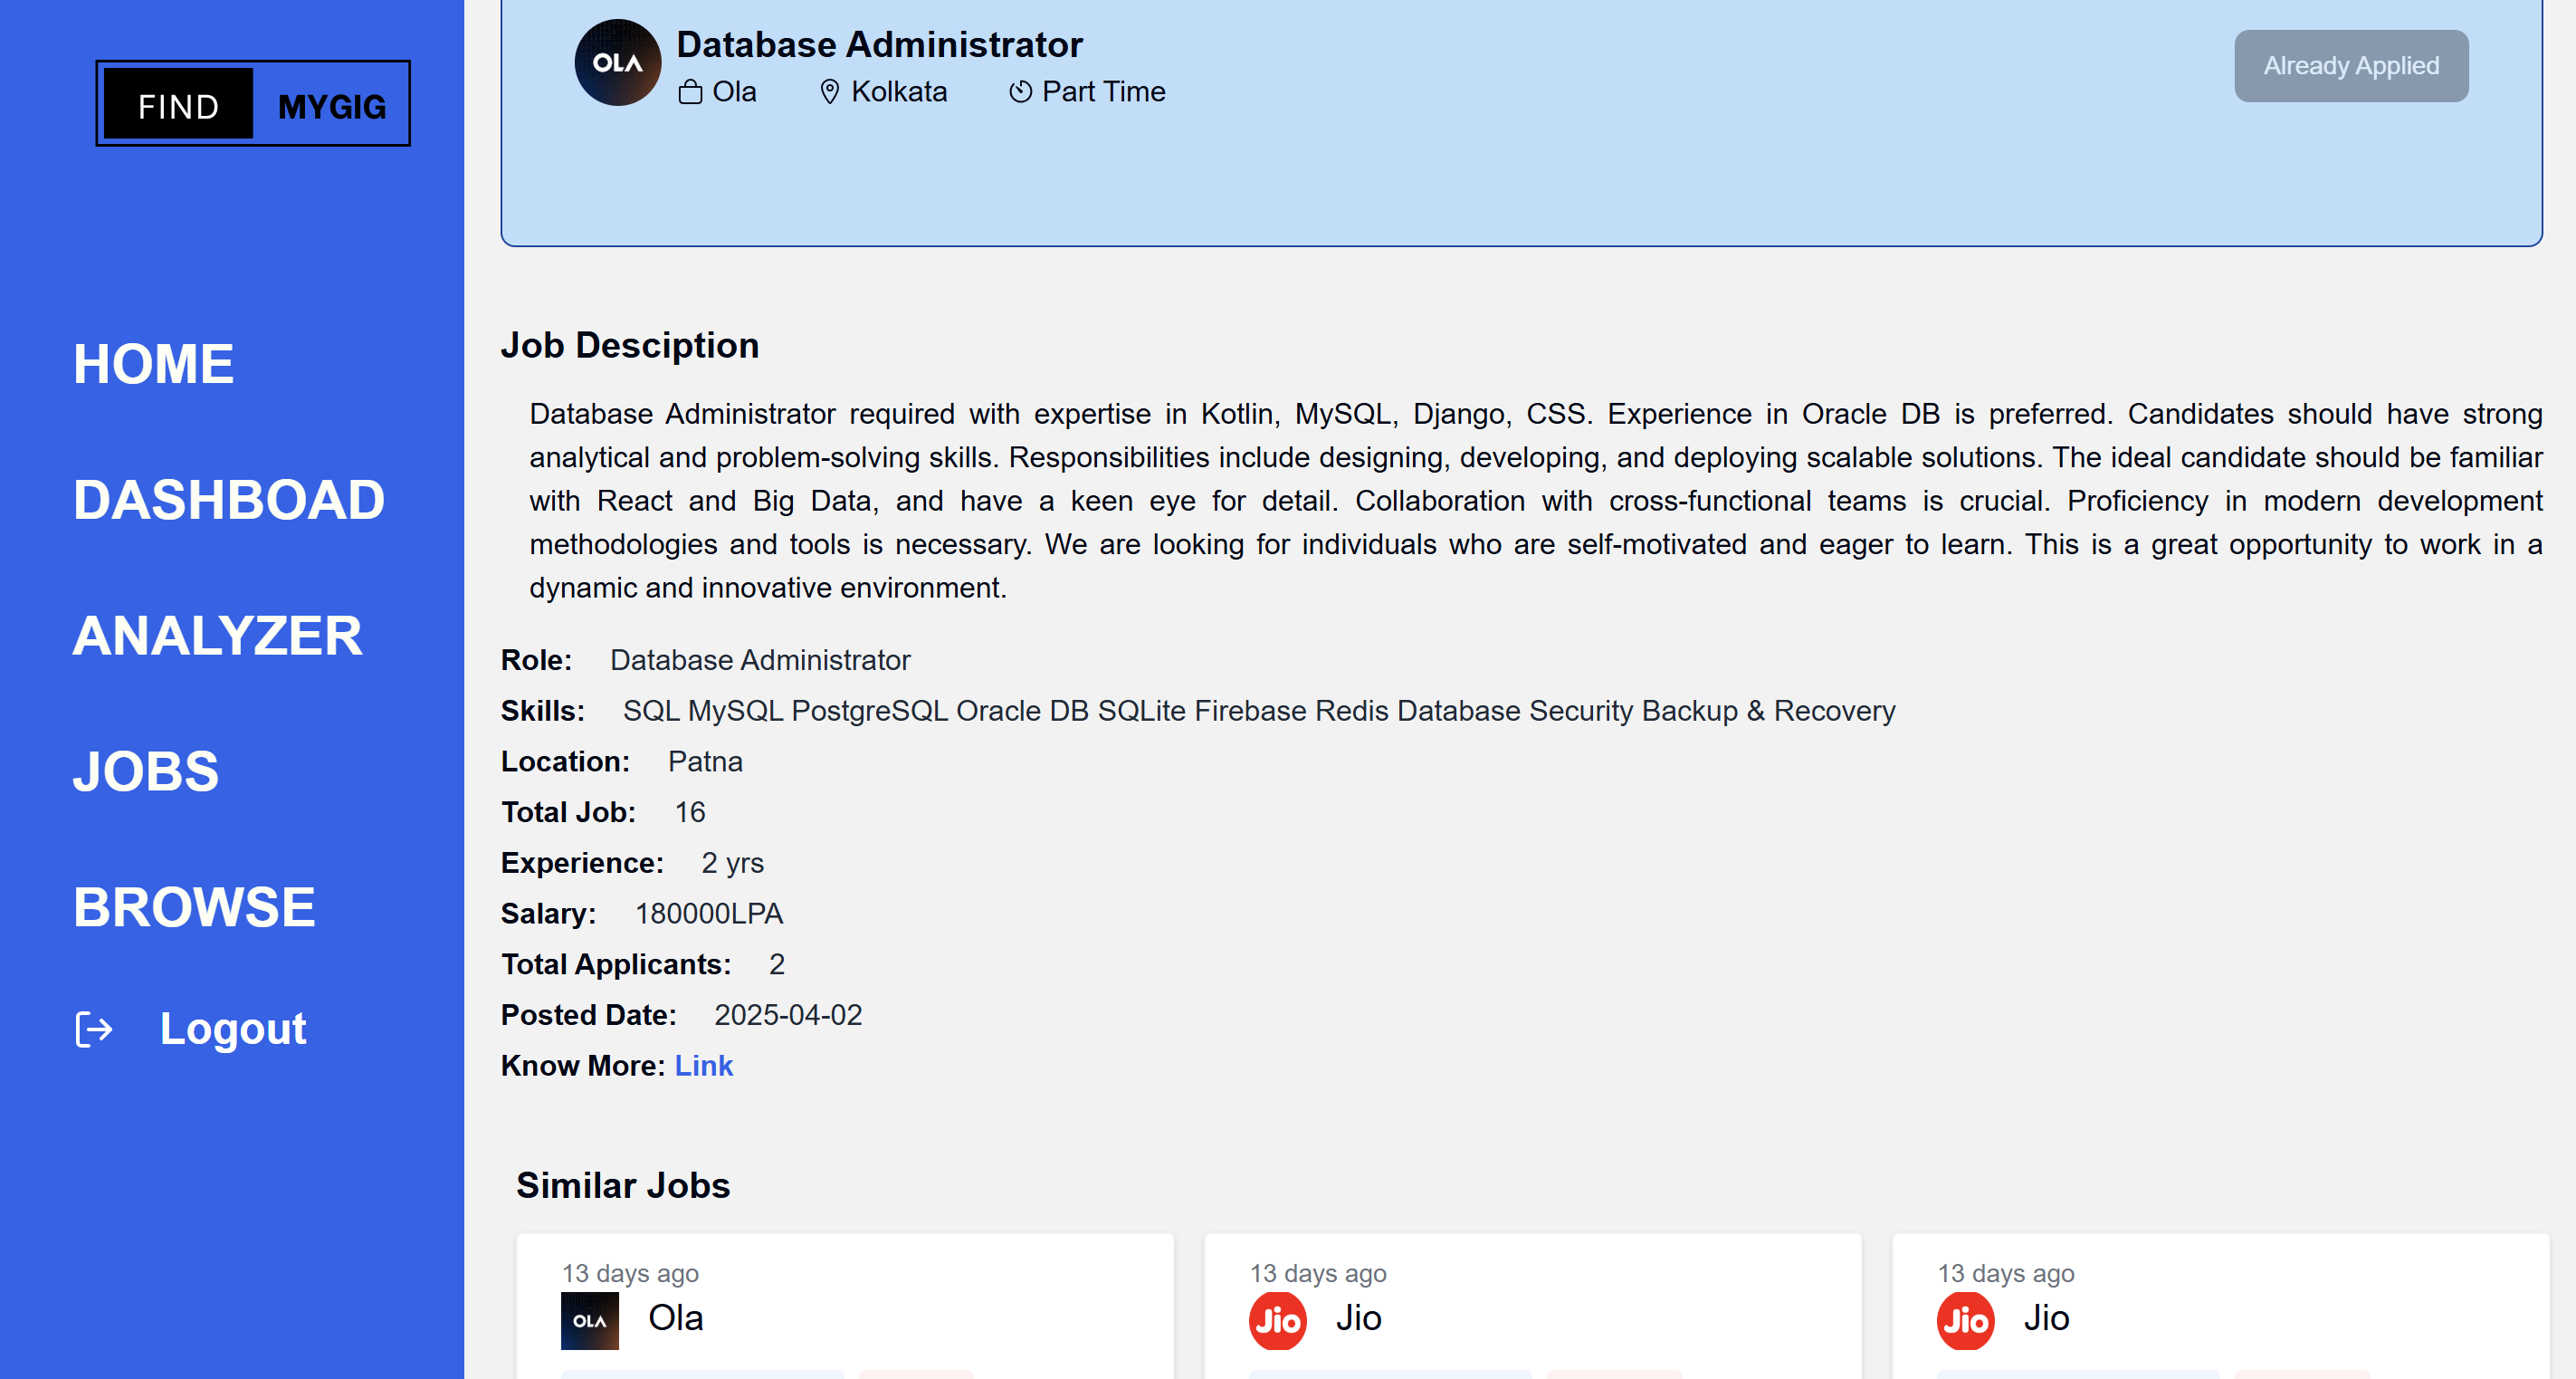 FIND MYGIG
HOME
DASHBOAD
ANALYZER
JOBS
BROWSE
Logout
OLA
Database Administrator
Ola Kolkata Part Time
Already Applied
Job Desciption
Database Administrator required with expertise in Kotlin, MySQL, Django, CSS. Experience in Oracle DB is preferred. Candidates should have strong
analytical and problem-solving skills. Responsibilities include designing, developing, and deploying scalable solutions. The ideal candidate should be familiar
with React and Big Data, and have a keen eye for detail. Collaboration with cross-functional teams is crucial. Proficiency in modern development
methodologies and tools is necessary. We are looking for individuals who are self-motivated and eager to learn. This is a great opportunity to work in a
dynamic and innovative environment.
Role: Database Administrator
Skills: SQL MySQL PostgreSQL Oracle DB SQLite Firebase Redis Database Security Backup & Recovery
Location: Patna
Total Job: 16
Experience: 2 yrs
Salary: 180000LPA
Total Applicants: 2
Posted Date: 2025-04-02
Know More: Link
Similar Jobs
13 days ago
OLA Ola
13 days ago
Jio Jio
13 days ago
Jio Jio